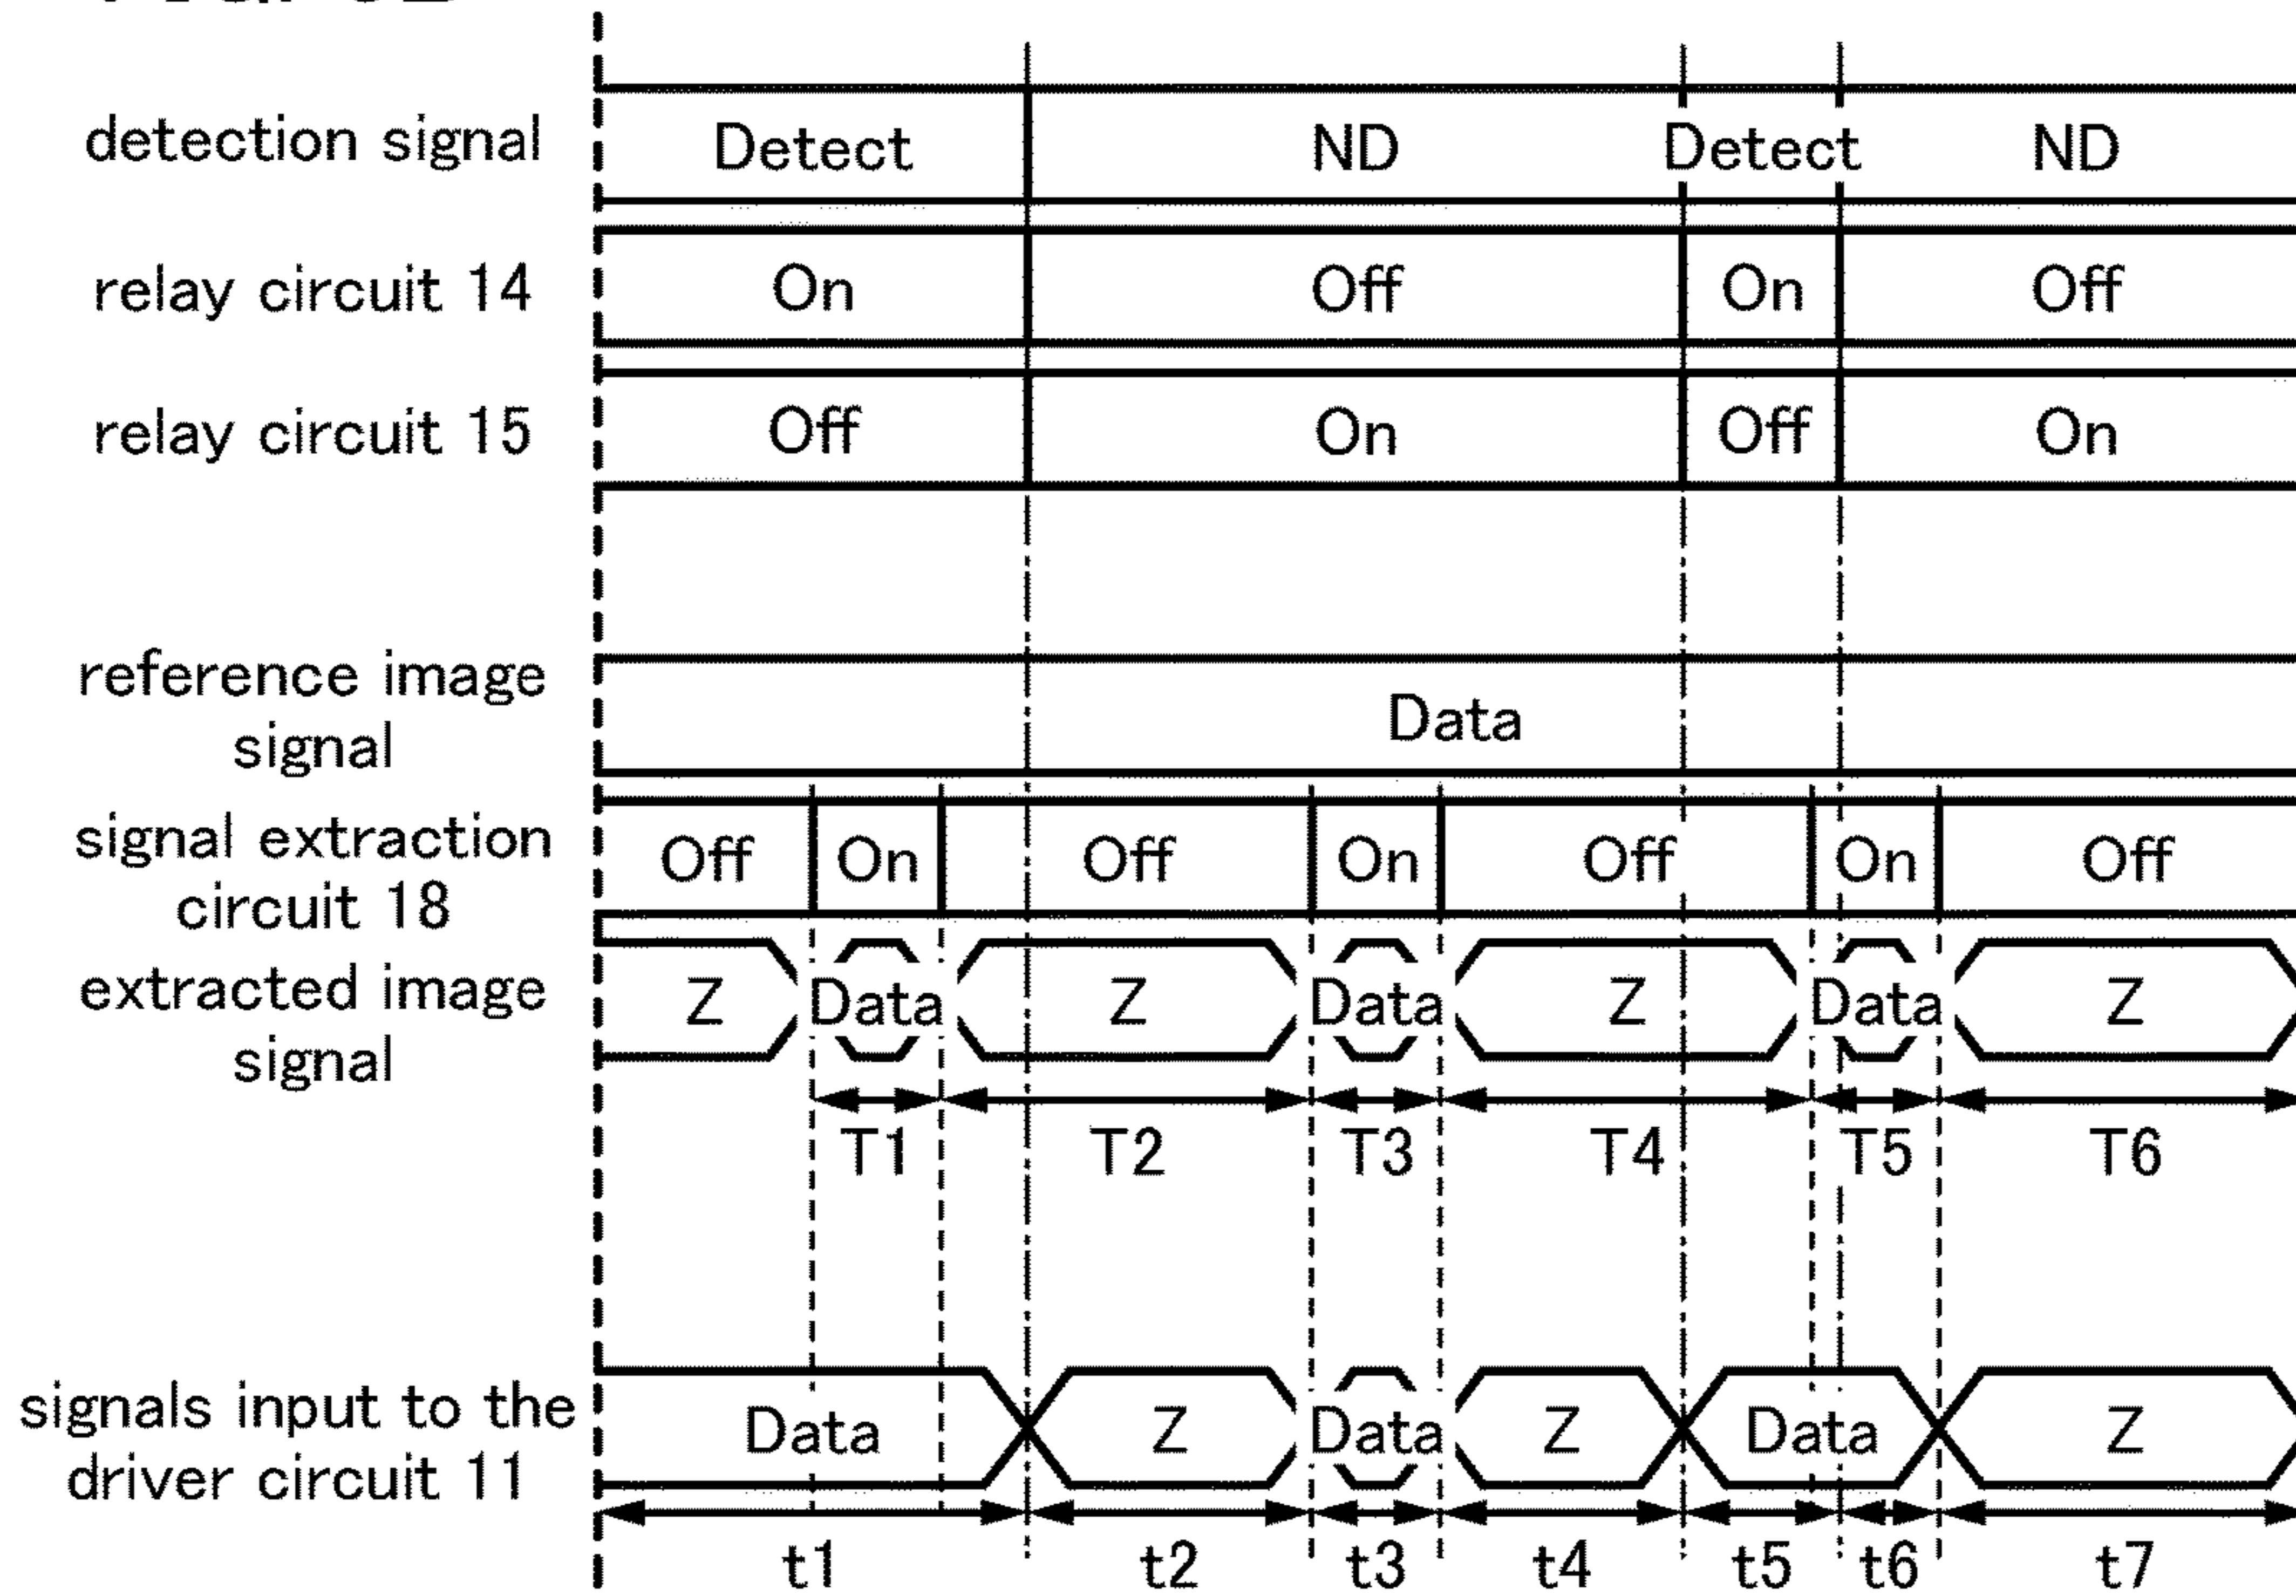 detection signal Detect ND Detect ND
relay circuit 14 On Off On Off
relay circuit 15 Off On Off On
reference image
signal
Data
signal extraction
circuit 18
Off On Off On Off On Off
extracted image
signal
Z Data Z Data Z Data Z
T1 T2 T3 T4 T5 T6
signals input to the
driver circuit 11
Data Z Data Z Data Z
t1 t2 t3 t4 t5 t6 t7